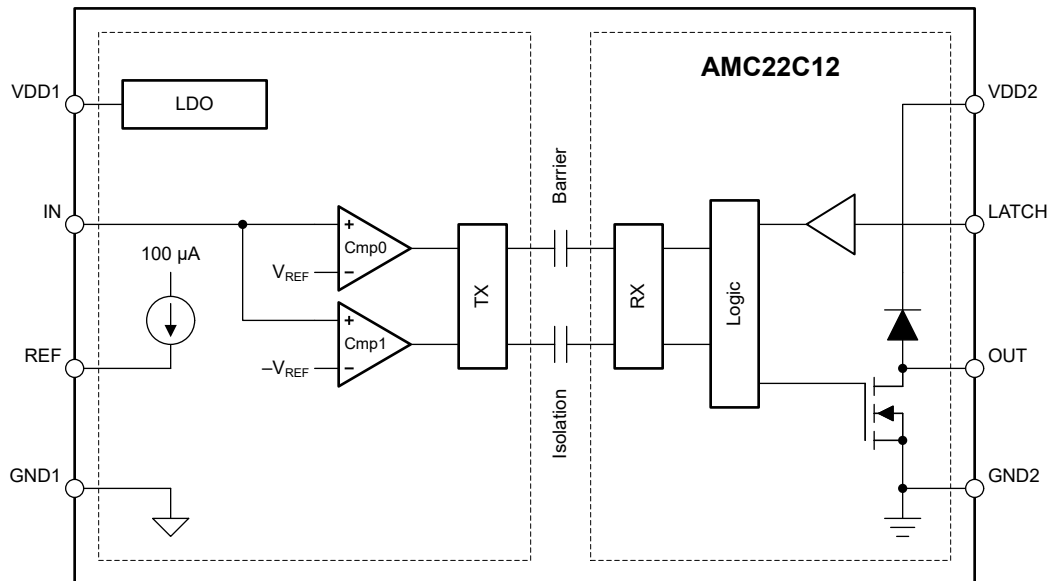 AMC22C12
VDD1
LDO
VDD2
Barrier
IN
LATCH
+
Cmp0
VREF
–
100 µA
TX
RX
Logic
+
Cmp1
–VREF
–
REF
OUT
Isolation
GND1
GND2